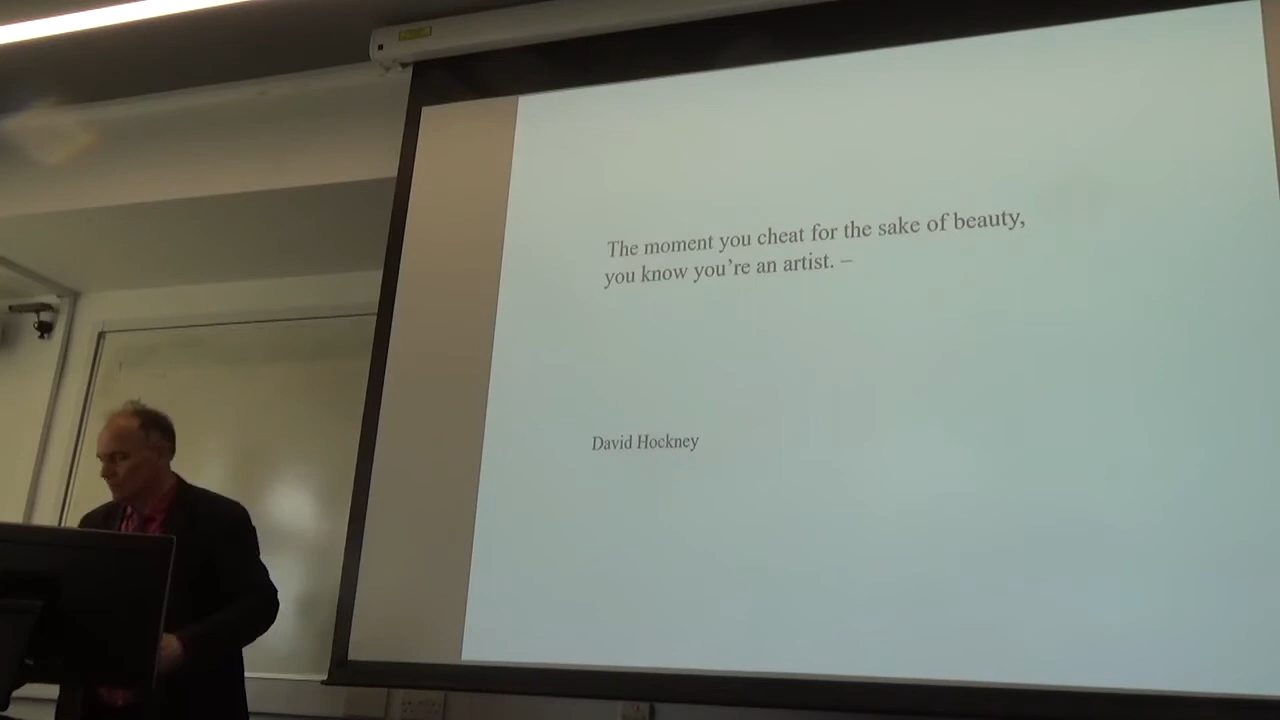 The moment you cheat for the sake of beauty,
you know you’re an artist. –
David Hockney